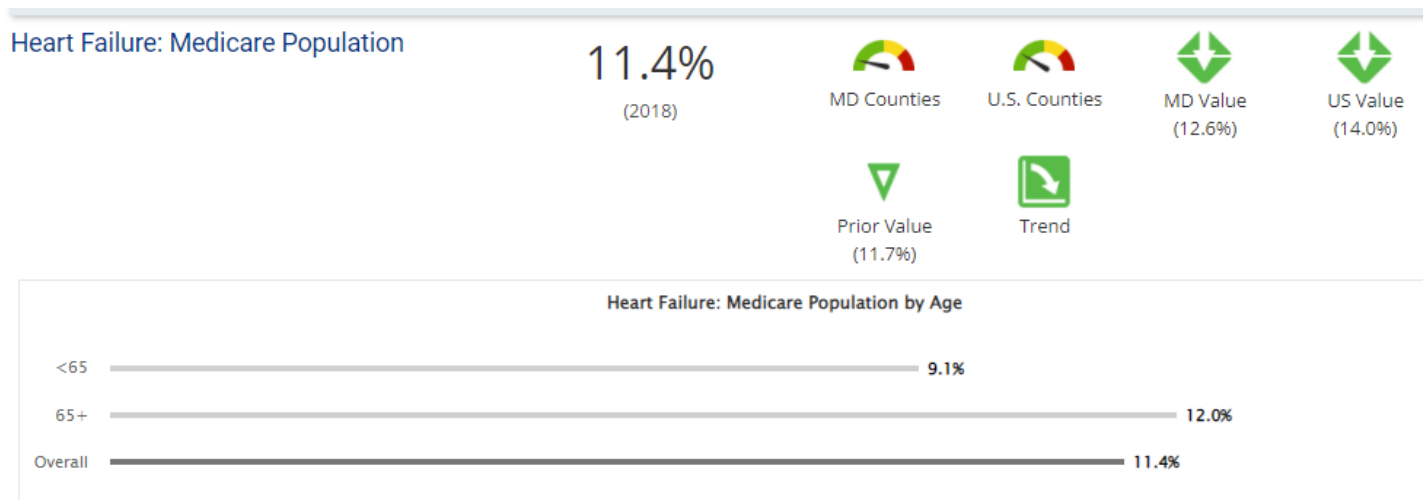 Heart Failure: Medicare Population
11.4%
(2018)
MD Counties
U.S. Counties
MD Value
(12.6%)
US Value
(14.0%)
Prior Value
(11.7%)
Trend
Heart Failure: Medicare Population by Age
<65 9.1%
65+ 12.0%
Overall 11.4%